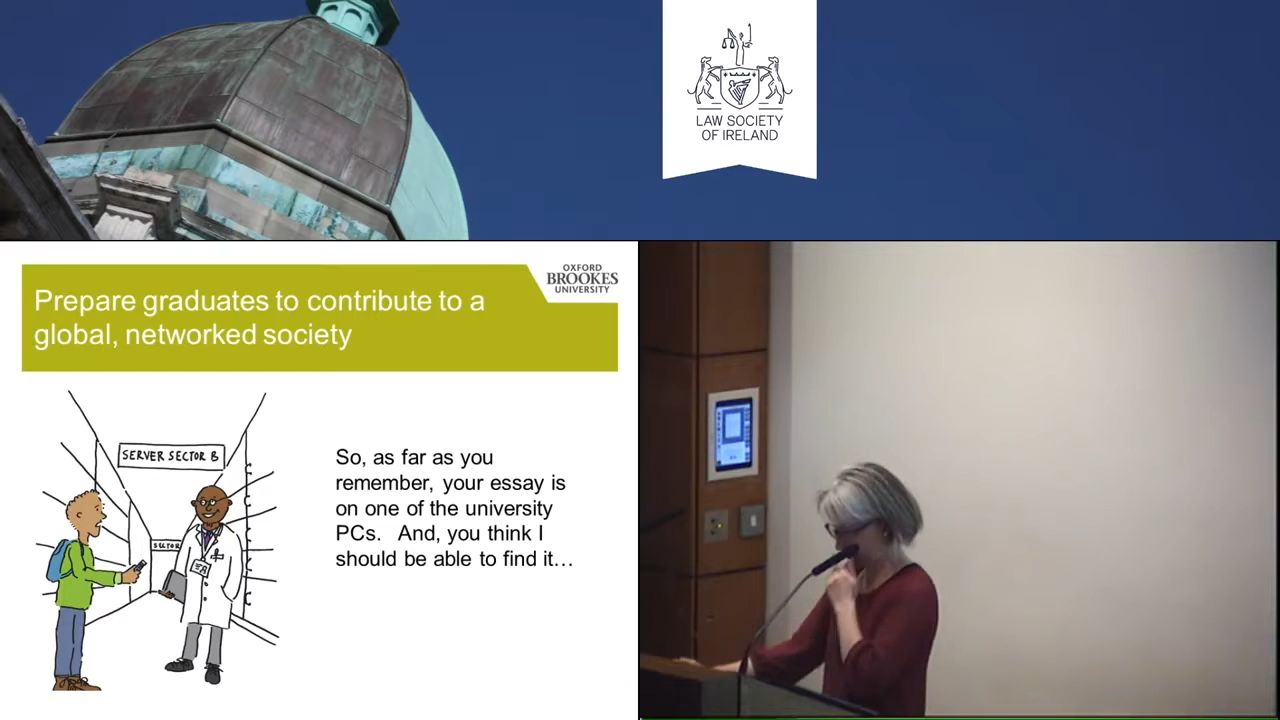 LAW SOCIETY
OF IRELAND
Prepare graduates to contribute to a
global, networked society
OXFORD
BROOKES
UNIVERSITY
SERVER SECTOR B
SECTOR
So, as far as you
remember, your essay is
on one of the university
PCs. And, you think I
should be able to find it…